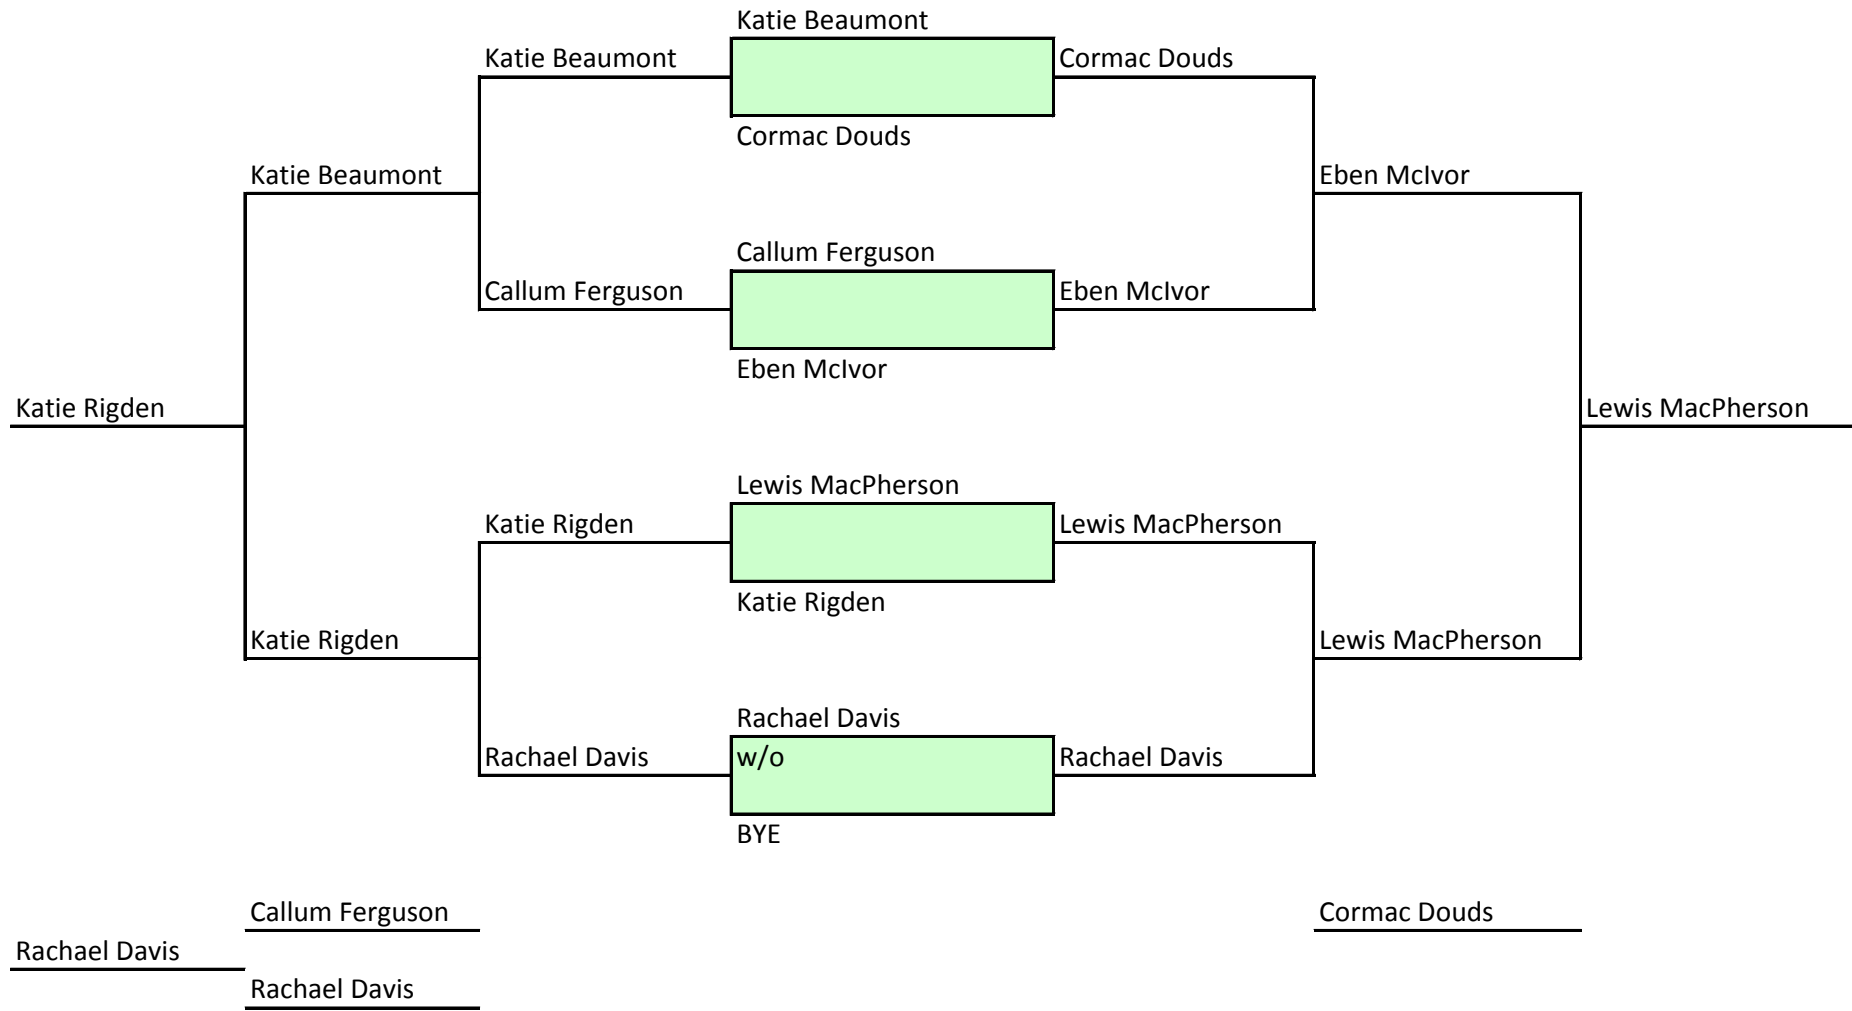 Katie Beaumont
Katie Beaumont
Cormac Douds
Cormac Douds
Katie Beaumont
Eben McIvor
Callum Ferguson
Callum Ferguson
Eben McIvor
Eben McIvor
Katie Rigden
Lewis MacPherson
Lewis MacPherson
Katie Rigden
Lewis MacPherson
Katie Rigden
Katie Rigden
Lewis MacPherson
Rachael Davis
Rachael Davis
w/o
Rachael Davis
BYE
Callum Ferguson
Cormac Douds
Rachael Davis
Rachael Davis